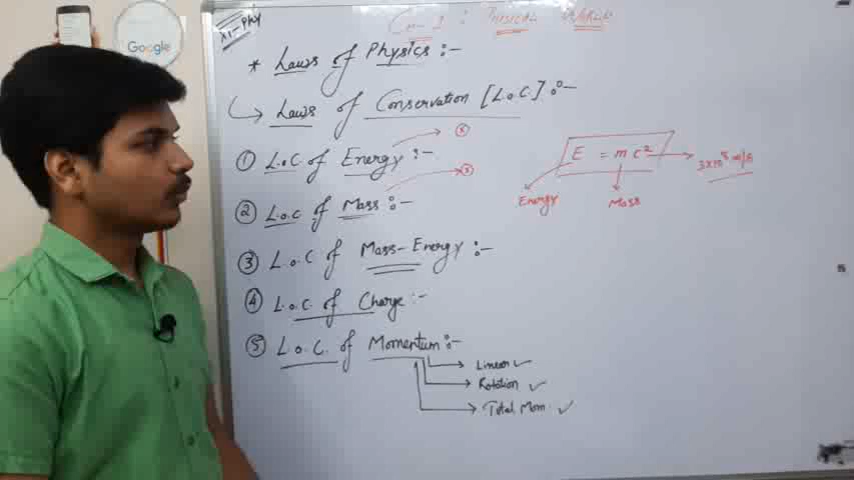 XI-Phy
Ch-1 : Physical World
Google
* Laws of Physics :-
↳ Laws of Conservation [L.o.C] :-
① L.o.C of Energy :-
② L.o.C of Mass :-
③ L.o.C of Mass-Energy :-
④ L.o.C. of Charge :-
⑤ L.o.C. of Momentum :-
→ Linear ✓
→ Rotation ✓
→ Total Mom. ✓
E = mc²
→ 3×10⁸ m/s
Energy
Mass